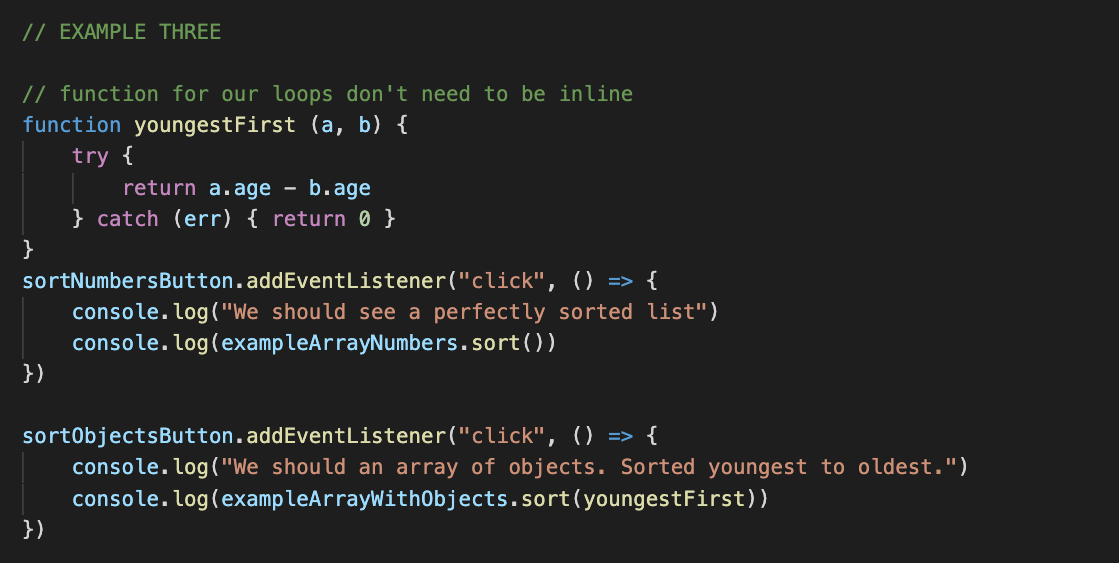 // EXAMPLE THREE
// function for our loops don't need to be inline
function youngestFirst (a, b) {
try {
return a.age - b.age
} catch (err) { return 0 }
}
sortNumbersButton.addEventListener("click", () => {
console.log("We should see a perfectly sorted list")
console.log(exampleArrayNumbers.sort())
})
sortObjectsButton.addEventListener("click", () => {
console.log("We should an array of objects. Sorted youngest to oldest.")
console.log(exampleArrayWithObjects.sort(youngestFirst))
})